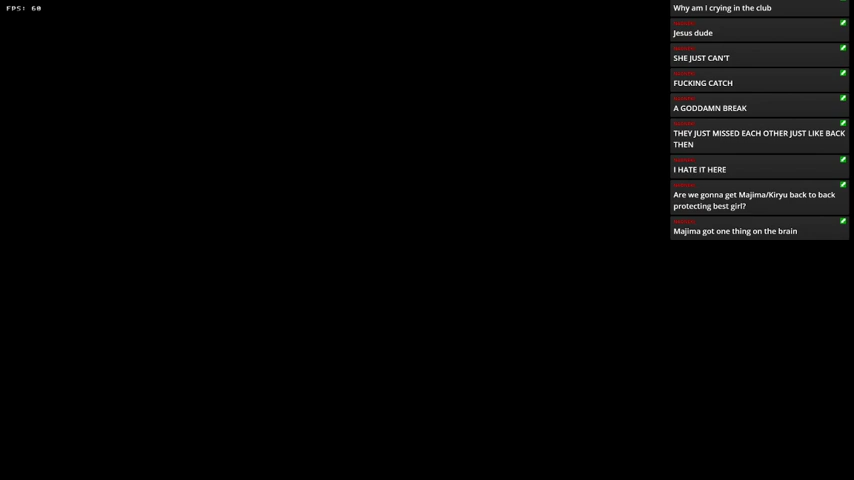 FPS: 60
Why am I crying in the club
Jesus dude
SHE JUST CAN'T
FUCKING CATCH
A GODDAMN BREAK
THEY JUST MISSED EACH OTHER JUST LIKE BACK
THEN
I HATE IT HERE
Are we gonna get Majima/Kiryu back to back
protecting best girl?
Majima got one thing on the brain